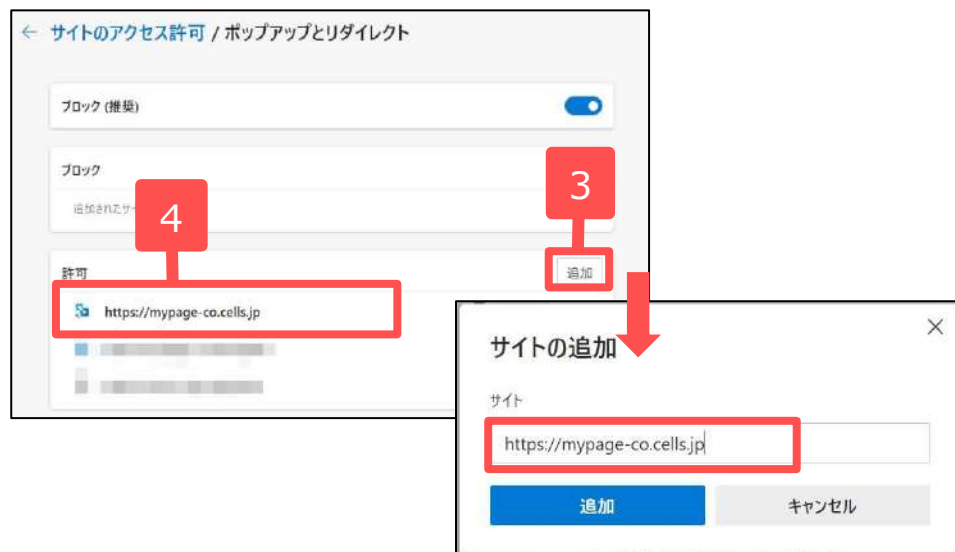 ← サイトのアクセス許可 / ポップアップとリダイレクト
ブロック (推奨)
ブロック
3
追加されたサ
4
許可
追加
https://mypage-co.cells.jp
サイトの追加
サイト
https://mypage-co.cells.jp
追加
キャンセル